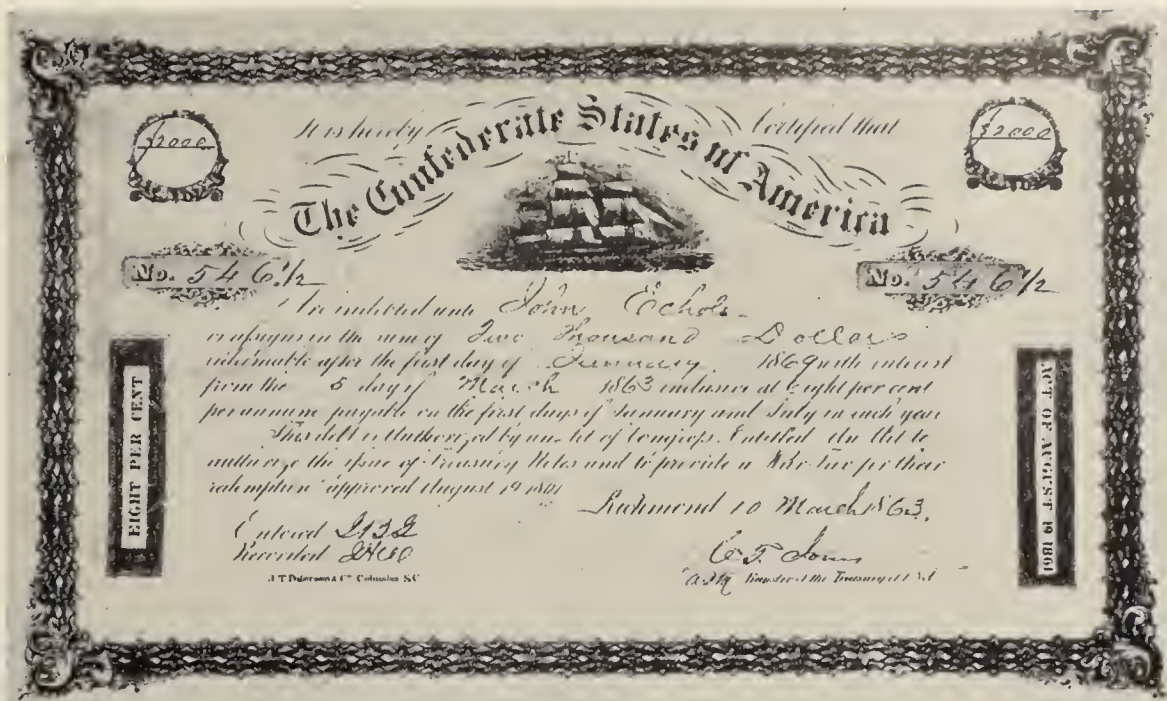 $2000
$2000
It is hereby Certified that
The Confederate States of America
No. 546 1/2
No. 546 1/2
indebted unto John Echols
or assigns in the sum of Two Thousand Dollars
redeemable after the first day of January 1869 with interest
from the 5 day of March 1863 inclusive at Eight per cent
per annum payable on the first days of January and July in each year
This debt is Authorized by an Act of Congress Entitled An Act to
authorize the issue of Treasury Notes and to provide a War Tax for their
redemption approved August 19 1861
Richmond 10 March 1863.
Entered
Recorded
C. T. Jones
of the Treasury
Columbia S.C
EIGHT PER CENT
ACT OF AUGUST 19 1861